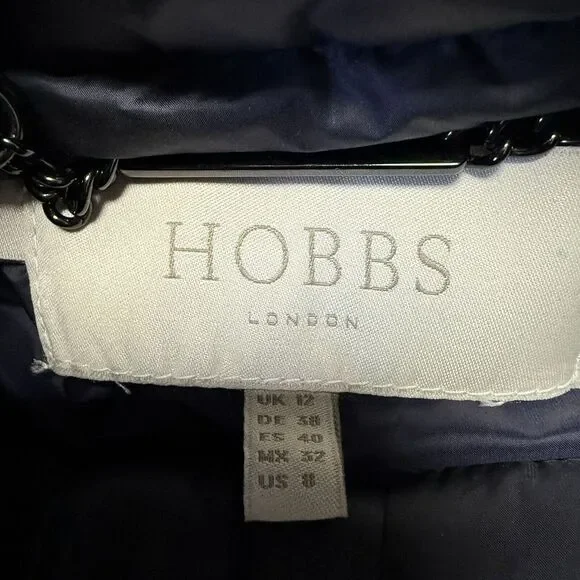 HOBBS
LONDON
UK 12
DE 38
ES 40
MX 32
US 8